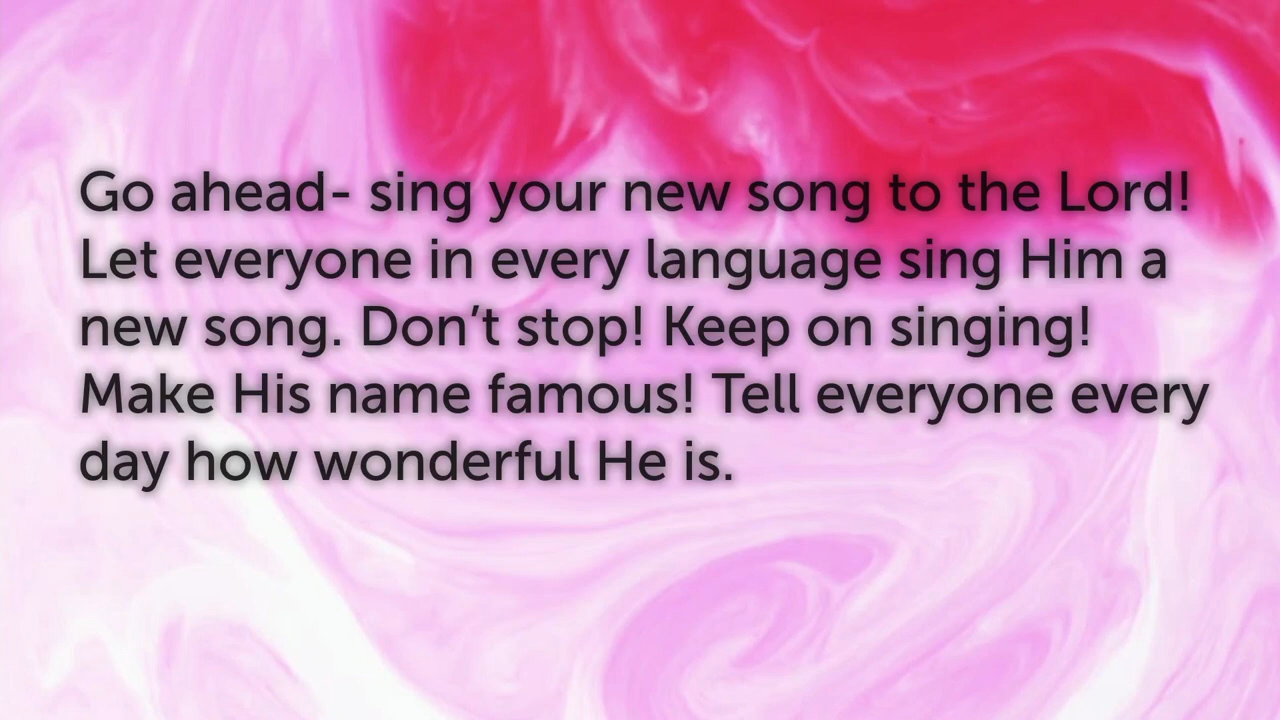 Go ahead- sing your new song to the Lord!
Let everyone in every language sing Him a
new song. Don’t stop! Keep on singing!
Make His name famous! Tell everyone every
day how wonderful He is.